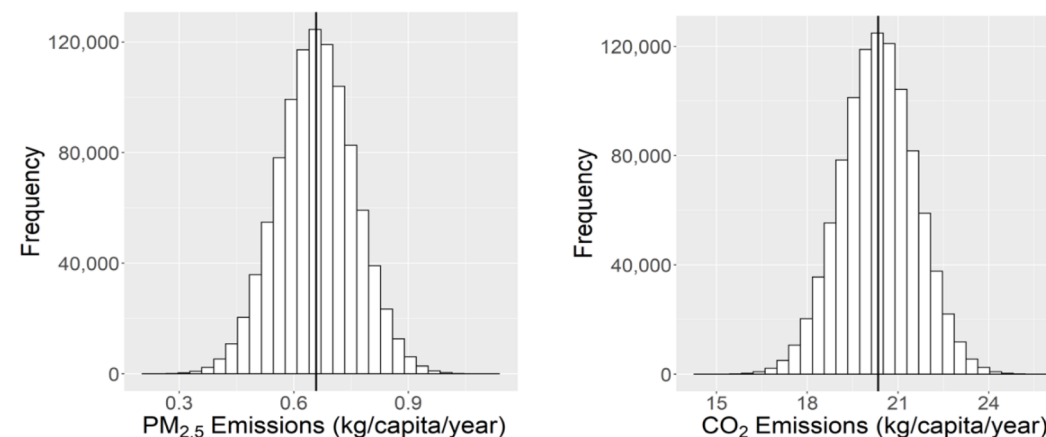 120,000
80,000
40,000
0
Frequency
0.3 0.6 0.9
PM2.5 Emissions (kg/capita/year)
120,000
80,000
40,000
0
Frequency
15 18 21 24
CO2 Emissions (kg/capita/year)